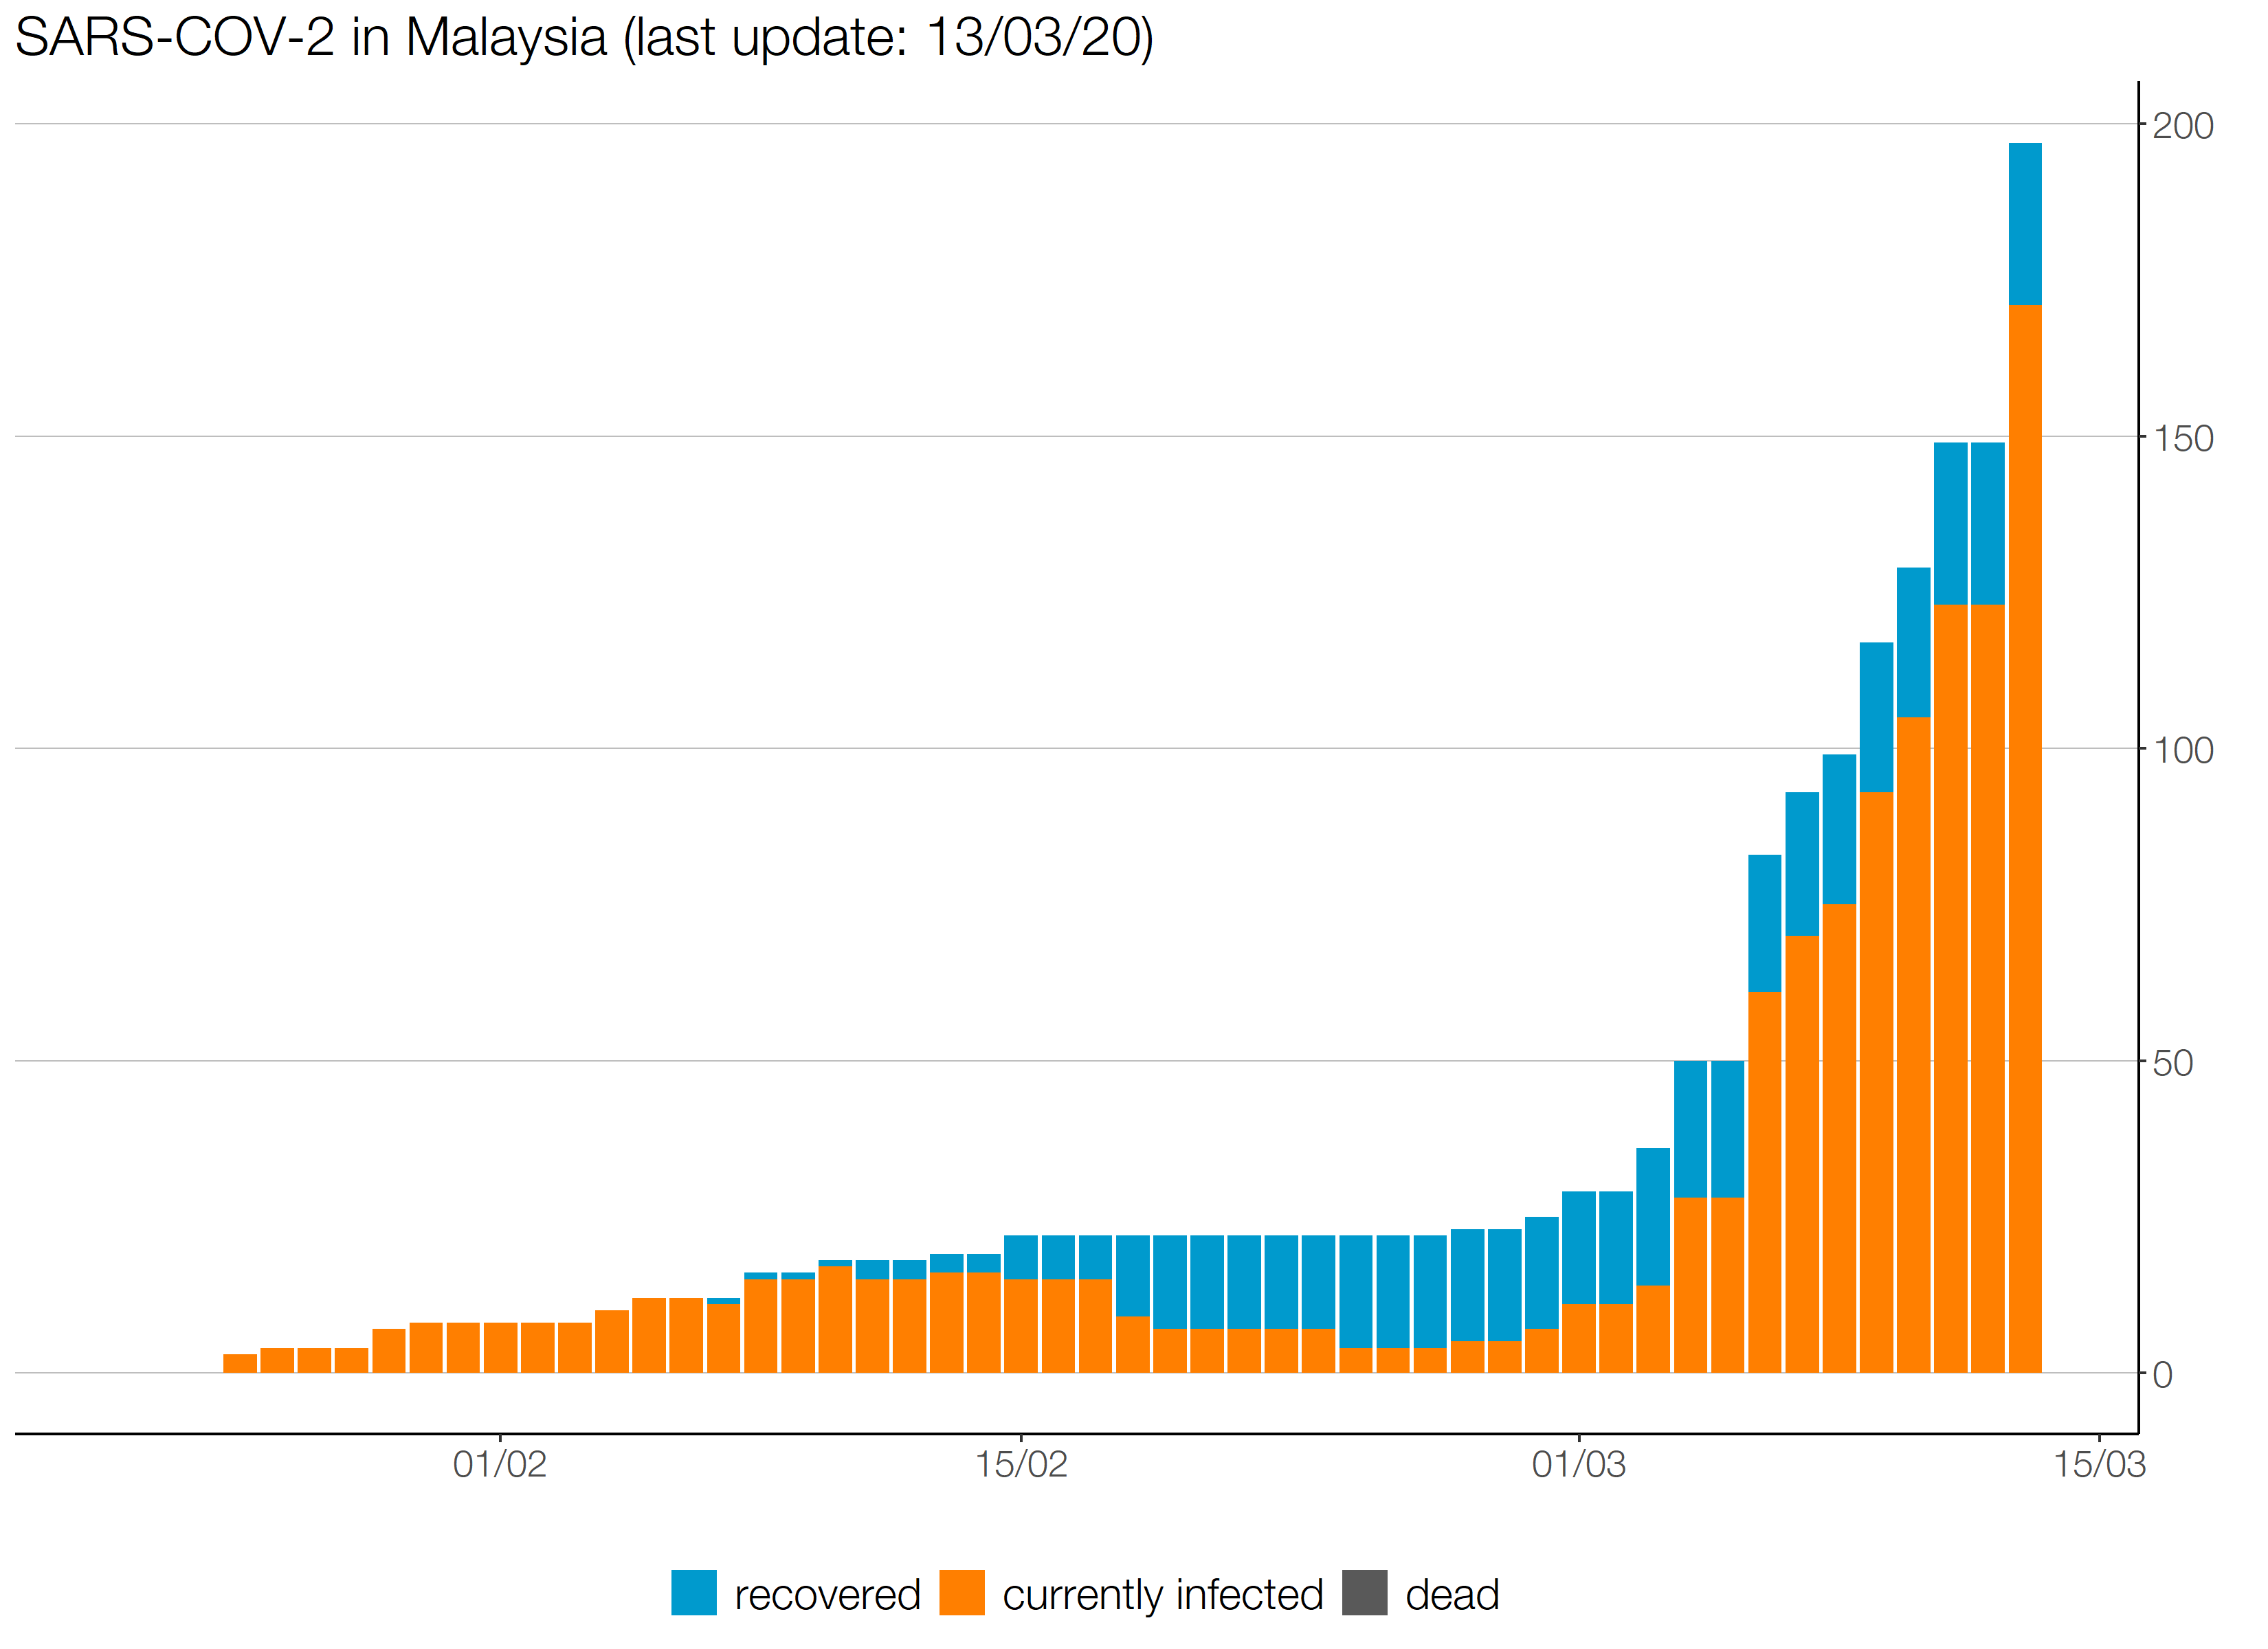 SARS-COV-2 in Malaysia (last update: 13/03/20)
200
150
100
50
0
01/02 15/02 01/03 15/03
recovered currently infected dead